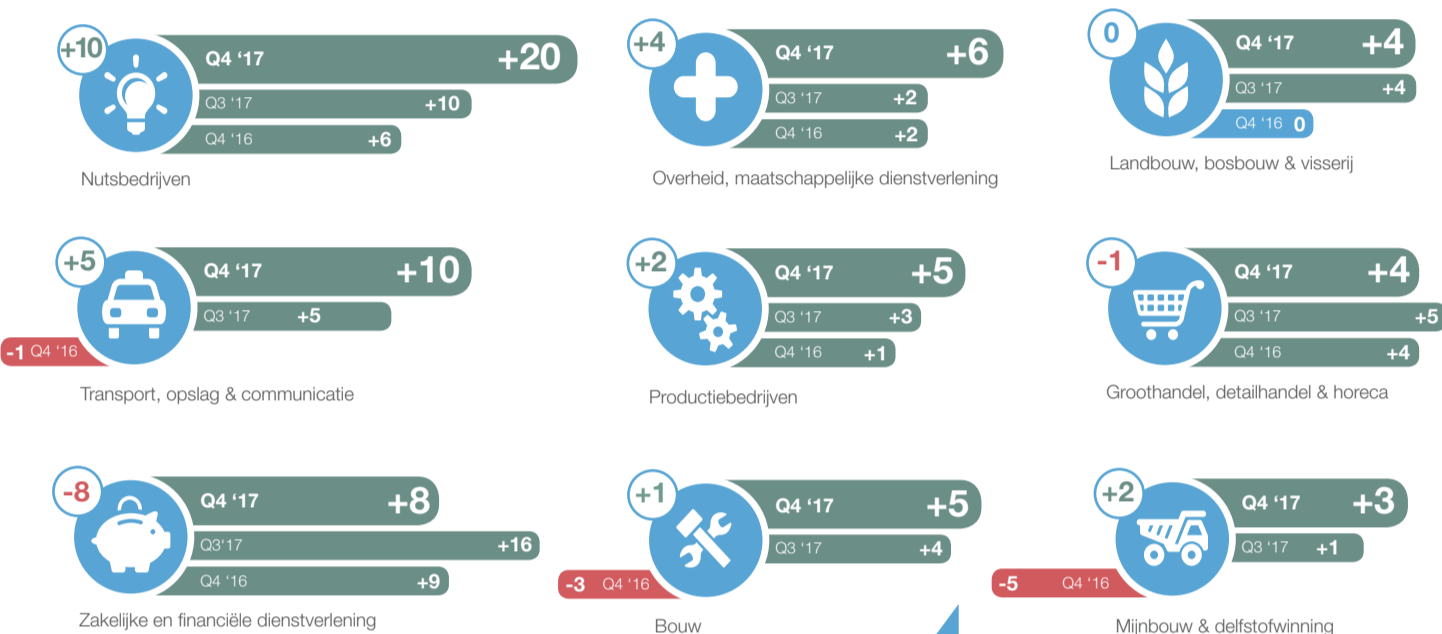 +10
Q4 ‘17 +20
Q3 ‘17 +10
Q4 ‘16 +6
Nutsbedrijven
+4
Q4 ‘17 +6
Q3 ‘17 +2
Q4 ‘16 +2
Overheid, maatschappelijke dienstverlening
0
Q4 ‘17 +4
Q3 ‘17 +4
Q4 ‘16 0
Landbouw, bosbouw & visserij
+5
Q4 ‘17 +10
Q3 ‘17 +5
-1 Q4 ‘16
Transport, opslag & communicatie
+2
Q4 ‘17 +5
Q3 ‘17 +3
Q4 ‘16 +1
Productiebedrijven
-1
Q4 ‘17 +4
Q3 ‘17 +5
Q4 ‘16 +4
Groothandel, detailhandel & horeca
-8
Q4 ‘17 +8
Q3‘17 +16
Q4 ‘16 +9
Zakelijke en financiële dienstverlening
+1
Q4 ‘17 +5
Q3 ‘17 +4
-3 Q4 ‘16
Bouw
+2
Q4 ‘17 +3
Q3 ‘17 +1
-5 Q4 ‘16
Mijnbouw & delfstofwinning